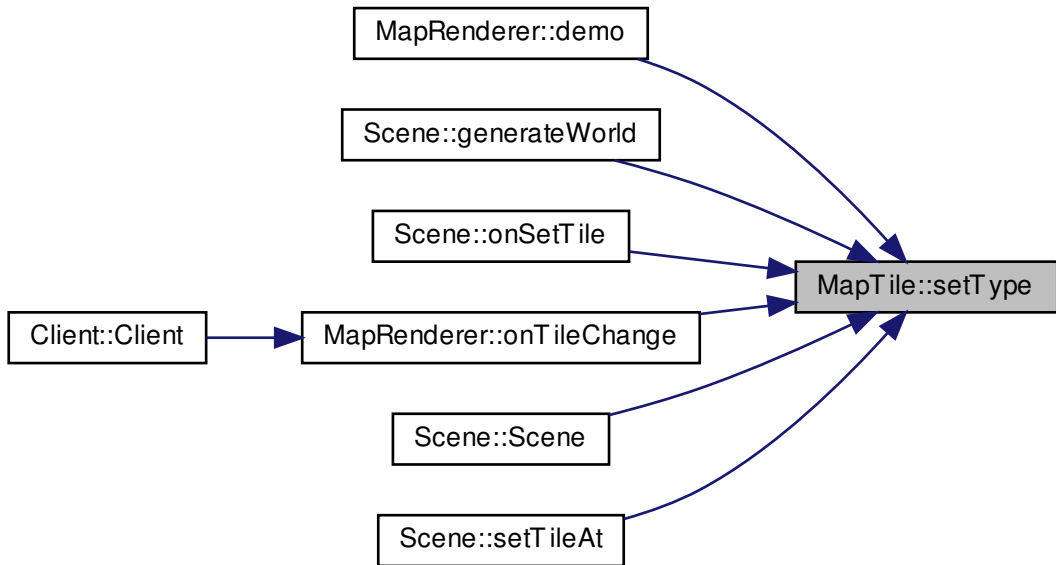 MapRenderer::demo
Scene::generateWorld
Scene::onSetTile
MapTile::setType
Client::Client
MapRenderer::onTileChange
Scene::Scene
Scene::setTileAt